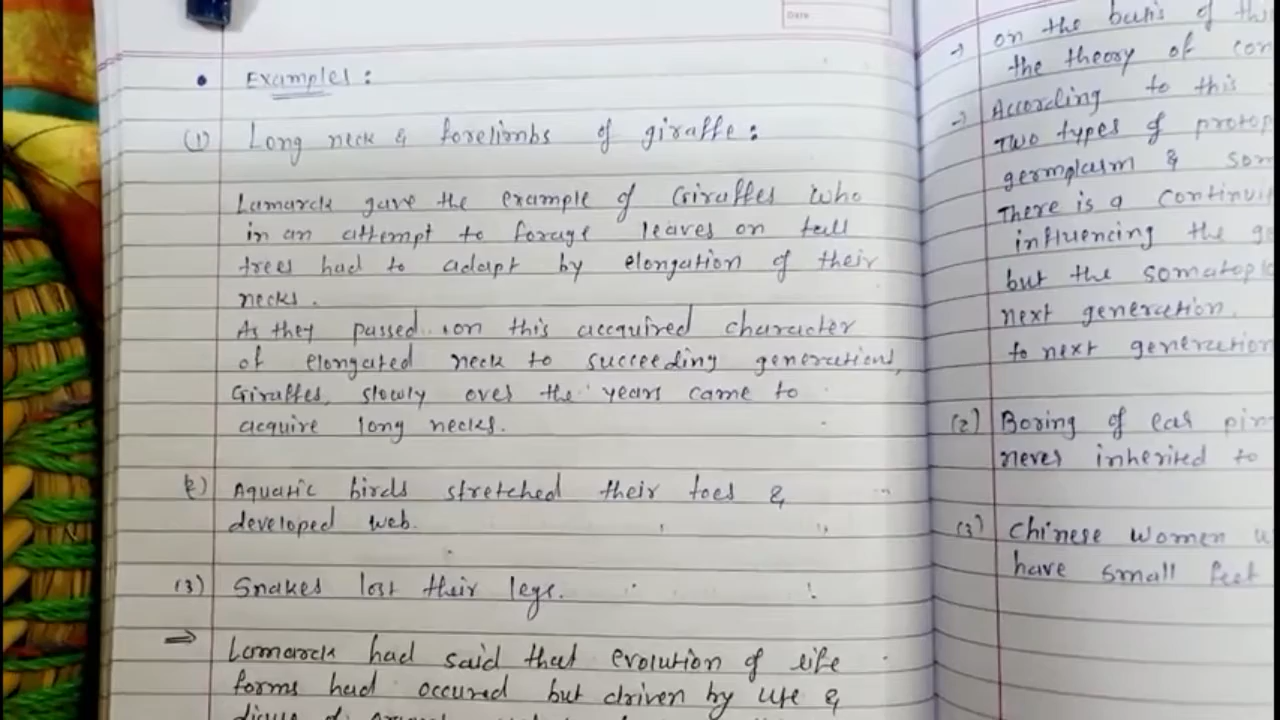 Date
• Examples :
(1) Long neck & forelimbs of giraffe :
Lamarck gave the example of Giraffes who
in an attempt to forage leaves on tall
trees had to adapt by elongation of their
necks.
As they passed on this accquired character
of elongated neck to succeeding generations,
Giraffes, slowly over the years came to
acquire long necks.
2) Aquatic birds stretched their toes &
developed web.
(3) Snakes lost their legs.
⇒ Lamarck had said that evolution of life
forms had occured but driven by use &
→ on the basis of
the theory of
→ According to this
Two types of
germplasm &
There is a
influencing the
but the
next generation.
to next generation
(2) Boring of ear
never inherited to
(3) Chinese women
have small feet